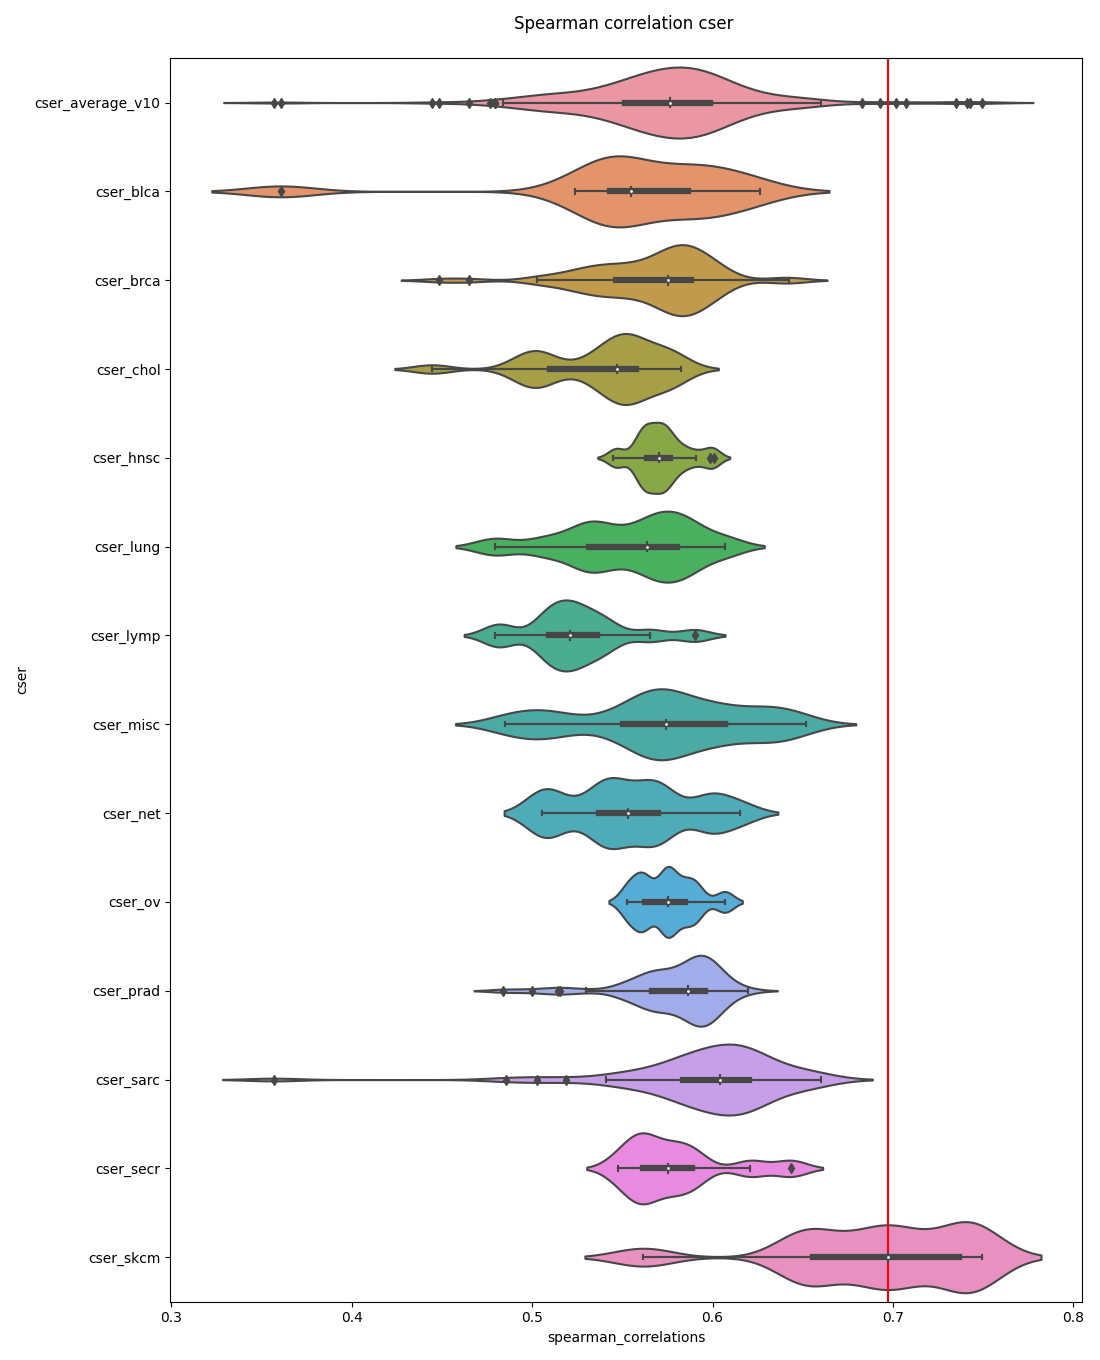 Spearman correlation cser
cser_average_v10
cser_blca
cser_brca
cser_chol
cser_hnsc
cser_lung
cser_lymp
cser_misc
cser_net
cser_ov
cser_prad
cser_sarc
cser_secr
cser_skcm
cser
0.3 0.4 0.5 0.6 0.7 0.8
spearman_correlations